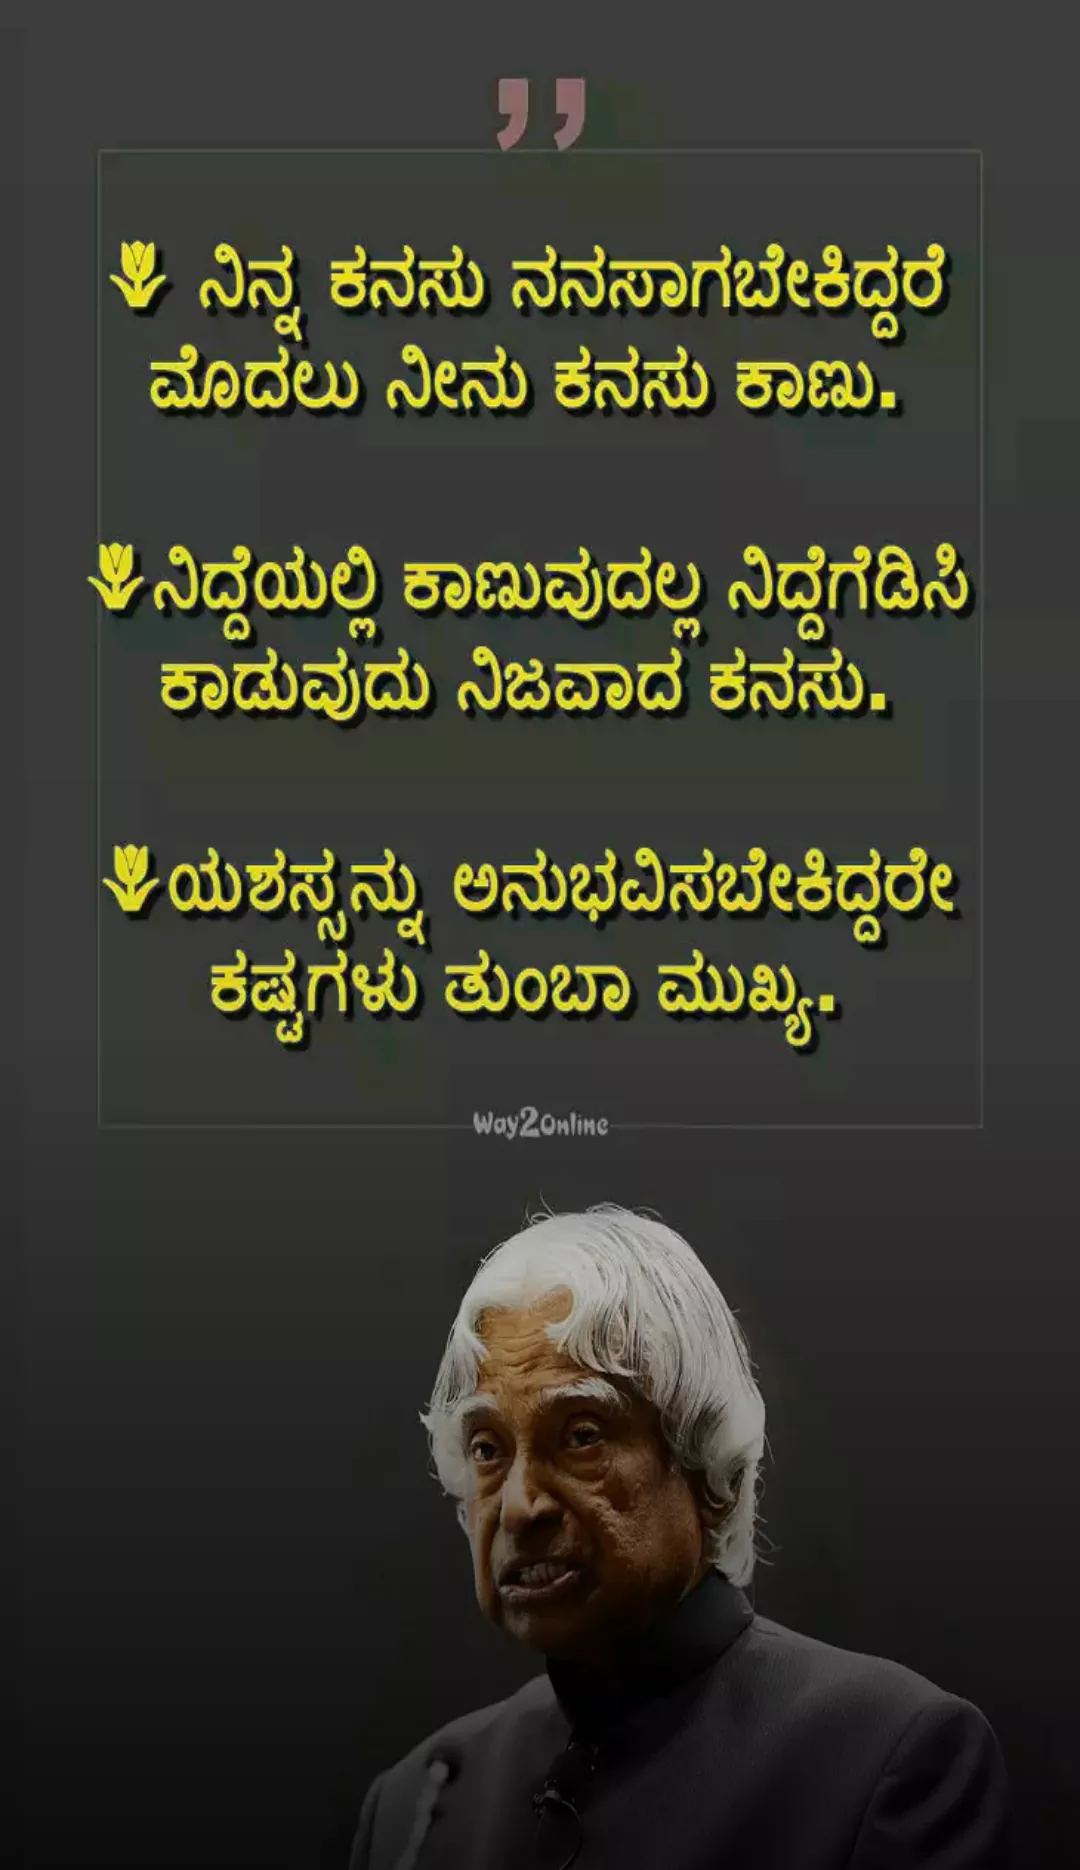 ನಿನ್ನ ಕನಸು ನನಸಾಗಬೇಕಿದ್ದರೆ
ಮೊದಲು ನೀನು ಕನಸು ಕಾಣು.
ನಿದ್ದೆಯಲ್ಲಿ ಕಾಣುವುದಲ್ಲ ನಿದ್ದೆಗೆಡಿಸಿ
ಕಾಡುವುದು ನಿಜವಾದ ಕನಸು.
ಯಶಸ್ಸನ್ನು ಅನುಭವಿಸಬೇಕಿದ್ದರೇ
ಕಷ್ಟಗಳು ತುಂಬಾ ಮುಖ್ಯ.
Way2Online